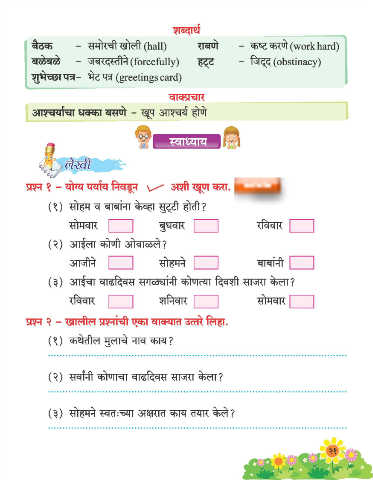 शब्दार्थ
बैठक – समोरची खोली (hall) राबणे – कष्ट करणे (work hard)
बळेबळे – जबरदस्तीने (forcefully) हट्ट – जिद्द (obstinacy)
शुभेच्छा पत्र – भेट पत्र (greetings card)
वाक्प्रचार
आश्चर्याचा धक्का बसणे – खूप आश्चर्य होणे
स्वाध्याय
लेखी
प्रश्न १ – योग्य पर्याय निवडून ✓ अशी खूण करा.
(१) सोहम व बाबांना केव्हा सुट्टी होती?
सोमवार बुधवार रविवार
(२) आईला कोणी ओवाळले?
आजीने सोहमने बाबांनी
(३) आईचा वाढदिवस सगळ्यांनी कोणत्या दिवशी साजरा केला?
रविवार शनिवार सोमवार
प्रश्न २ – खालील प्रश्नांची एका वाक्यात उत्तरे लिहा.
(१) कथेतील मुलाचे नाव काय?
(२) सर्वांनी कोणाचा वाढदिवस साजरा केला?
(३) सोहमने स्वतःच्या अक्षरात काय तयार केले?